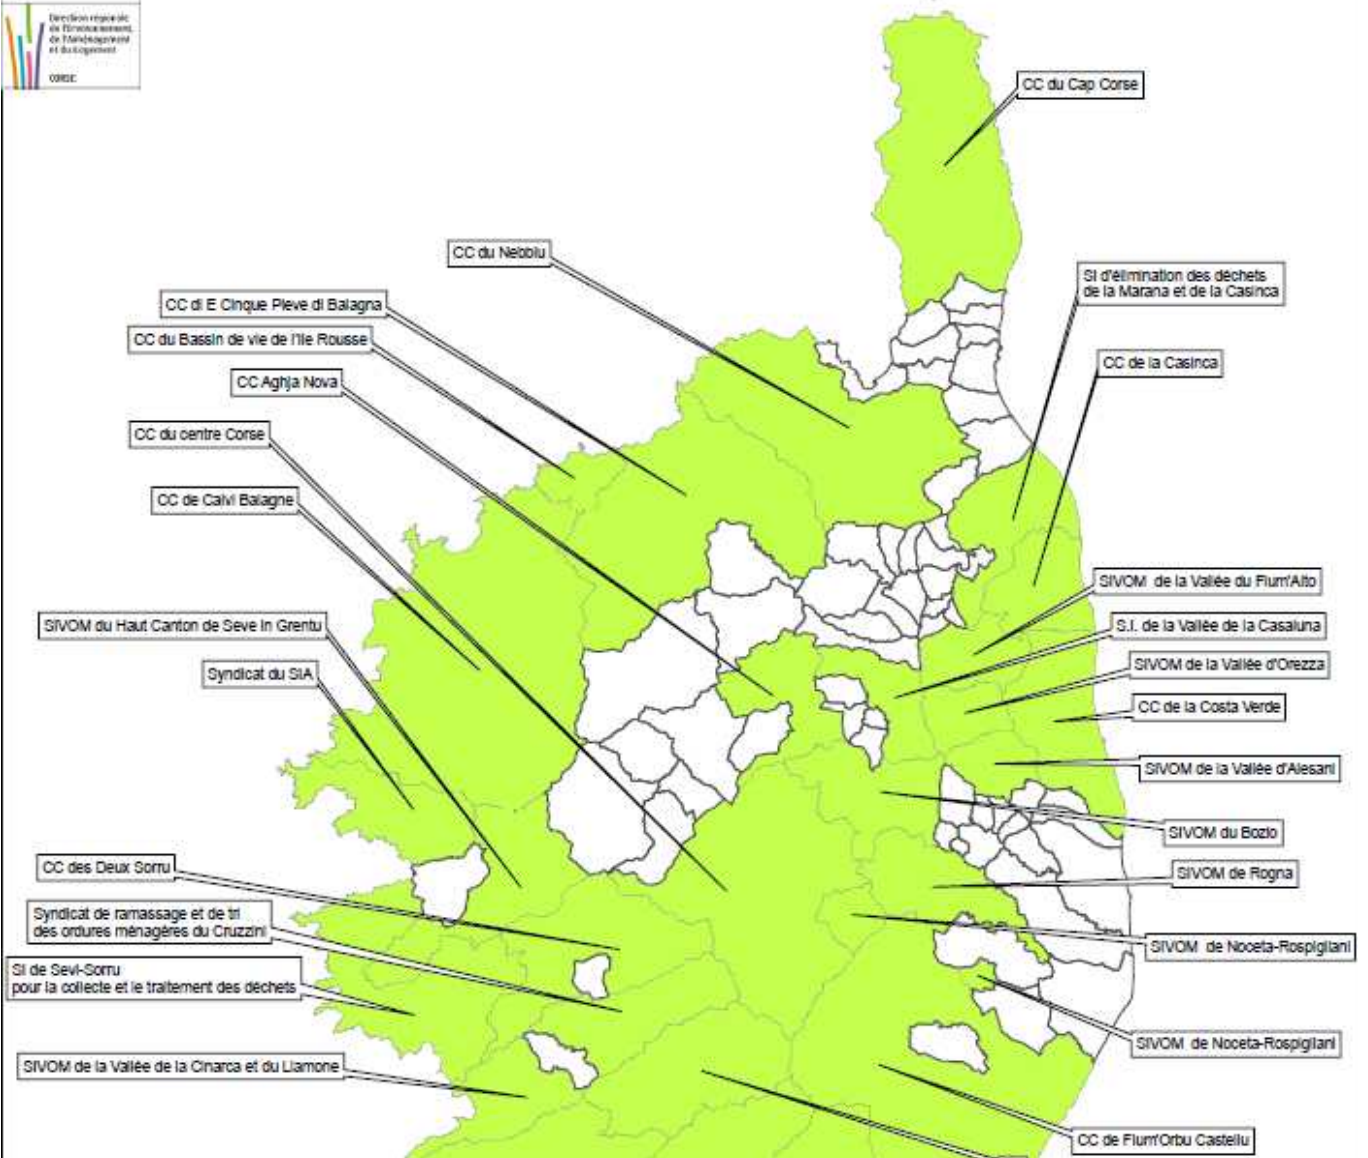 Direction régionale
de l'Environnement,
de l'Aménagement
et du Logement
CORSE
CC du Cap Corse
CC du Nebbiu
SI d'élimination des déchets
de la Marana et de la Casinca
CC di E Cinque Pieve di Balagna
CC du Bassin de vie de l'Ile Rousse
CC de la Casinca
CC Aghja Nova
CC du centre Corse
CC de Calvi Balagne
SIVOM de la Vallée du Fium'Alto
SIVOM du Haut Canton de Seve in Grentu
S.I. de la Vallée de la Casaluna
Syndicat du SIA
SIVOM de la Vallée d'Orezza
CC de la Costa Verde
SIVOM de la Vallée d'Alesani
SIVOM du Bozio
CC des Deux Sorru
SIVOM de Rogna
Syndicat de ramassage et de tri
des ordures ménagères du Cruzzini
SIVOM de Noceta-Rospigliani
SI de Sevi-Sorru
pour la collecte et le traitement des déchets
SIVOM de Noceta-Rospigliani
SIVOM de la Vallée de la Cinarca et du Liamone
CC de Fium'Orbu Castellu